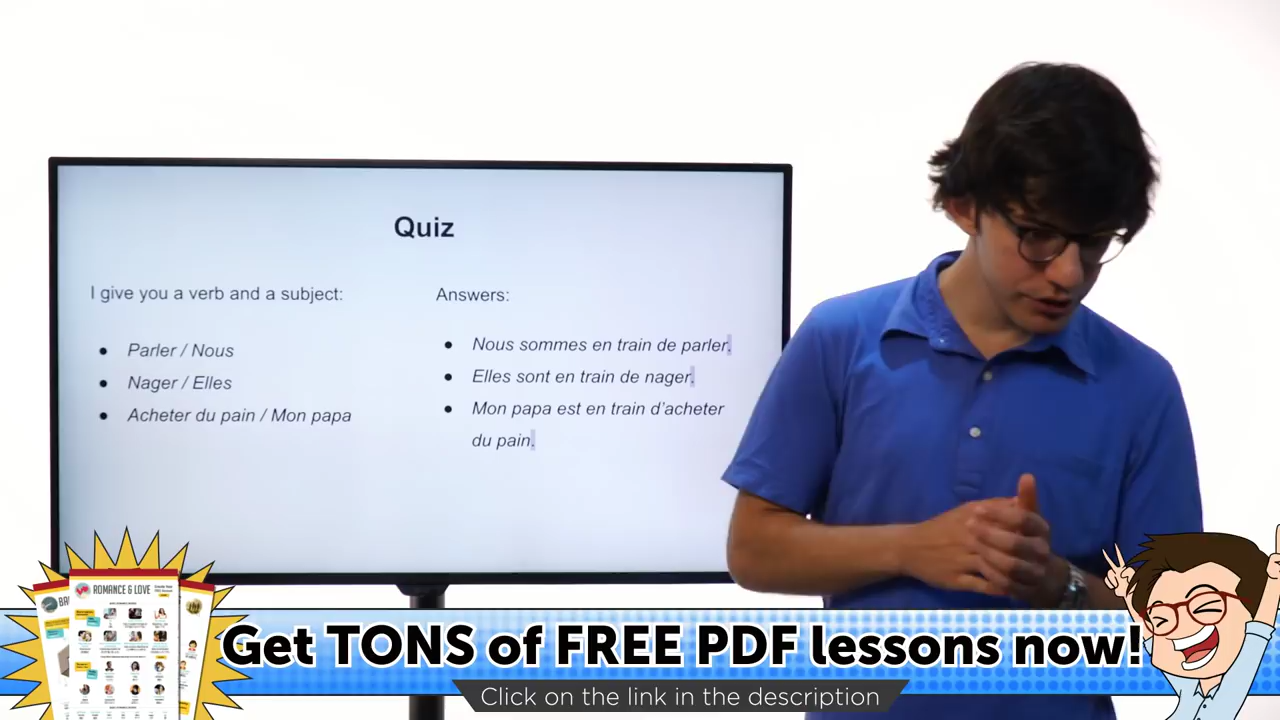 Quiz
I give you a verb and a subject:
Parler / Nous
Nager / Elles
Acheter du pain / Mon papa
Answers:
Nous sommes en train de parler.
Elles sont en train de nager.
Mon papa est en train d'acheter
du pain.
ROMANCE & LOVE
Get TONS of FREE PDF lessons now!
Click on the link in the description